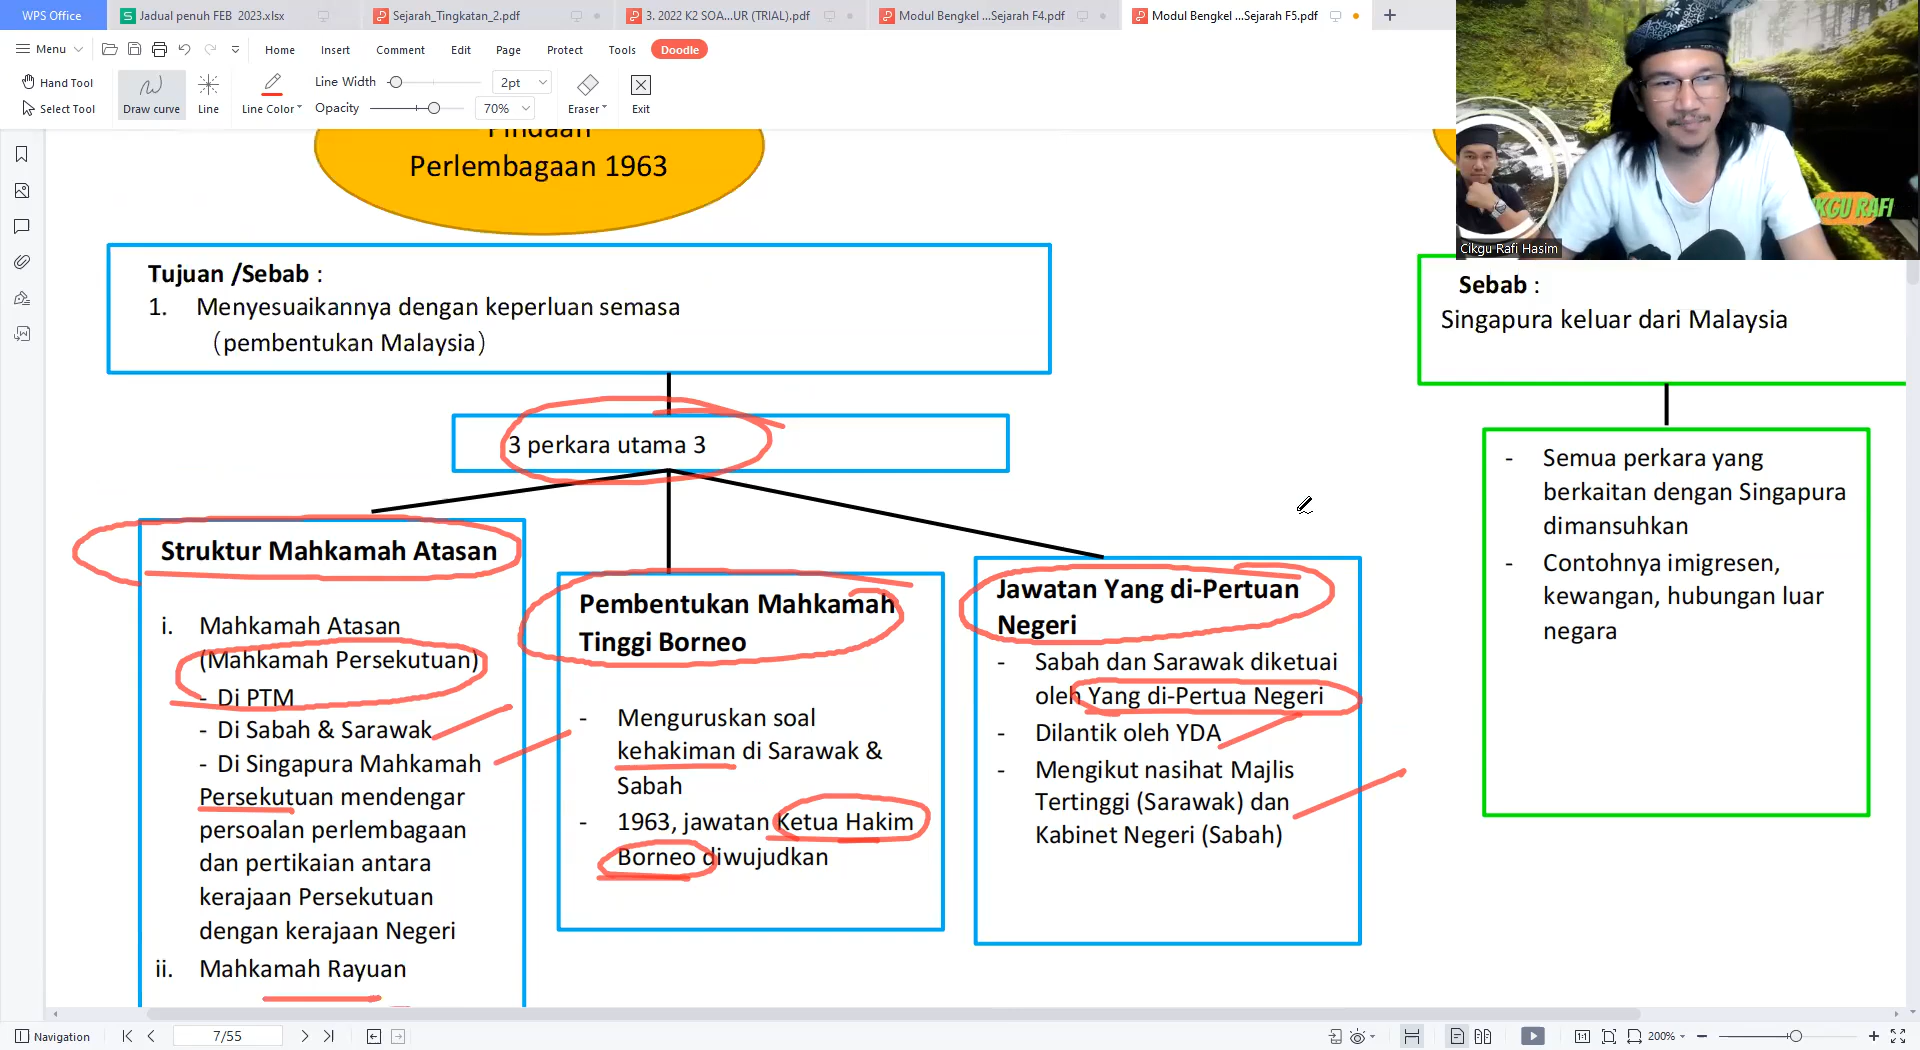 WPS Office
Jadual penuh FEB 2023.xlsx
Sejarah_Tingkatan_2.pdf
3. 2022 K2 SOA...UR (TRIAL).pdf
Modul Bengkel ...Sejarah F4.pdf
Modul Bengkel ...Sejarah F5.pdf
Menu
Home
Insert
Comment
Edit
Page
Protect
Tools
Doodle
Hand Tool
Select Tool
Draw curve
Line
Line Color
Line Width
2pt
Opacity
70%
Eraser
Exit
KGU RAFI
Cikgu Rafi Hasim
Pindaan
Perlembagaan 1963
Tujuan /Sebab :
1. Menyesuaikannya dengan keperluan semasa
(pembentukan Malaysia)
3 perkara utama 3
Struktur Mahkamah Atasan
i. Mahkamah Atasan
(Mahkamah Persekutuan)
- Di PTM
- Di Sabah & Sarawak
- Di Singapura Mahkamah
Persekutuan mendengar
persoalan perlembagaan
dan pertikaian antara
kerajaan Persekutuan
dengan kerajaan Negeri
ii. Mahkamah Rayuan
Pembentukan Mahkamah
Tinggi Borneo
- Menguruskan soal
kehakiman di Sarawak &
Sabah
- 1963, jawatan Ketua Hakim
Borneo diwujudkan
Jawatan Yang di-Pertuan
Negeri
- Sabah dan Sarawak diketuai
oleh Yang di-Pertua Negeri
- Dilantik oleh YDA
- Mengikut nasihat Majlis
Tertinggi (Sarawak) dan
Kabinet Negeri (Sabah)
Sebab :
Singapura keluar dari Malaysia
- Semua perkara yang
berkaitan dengan Singapura
dimansuhkan
- Contohnya imigresen,
kewangan, hubungan luar
negara
Navigation
7/55
200%